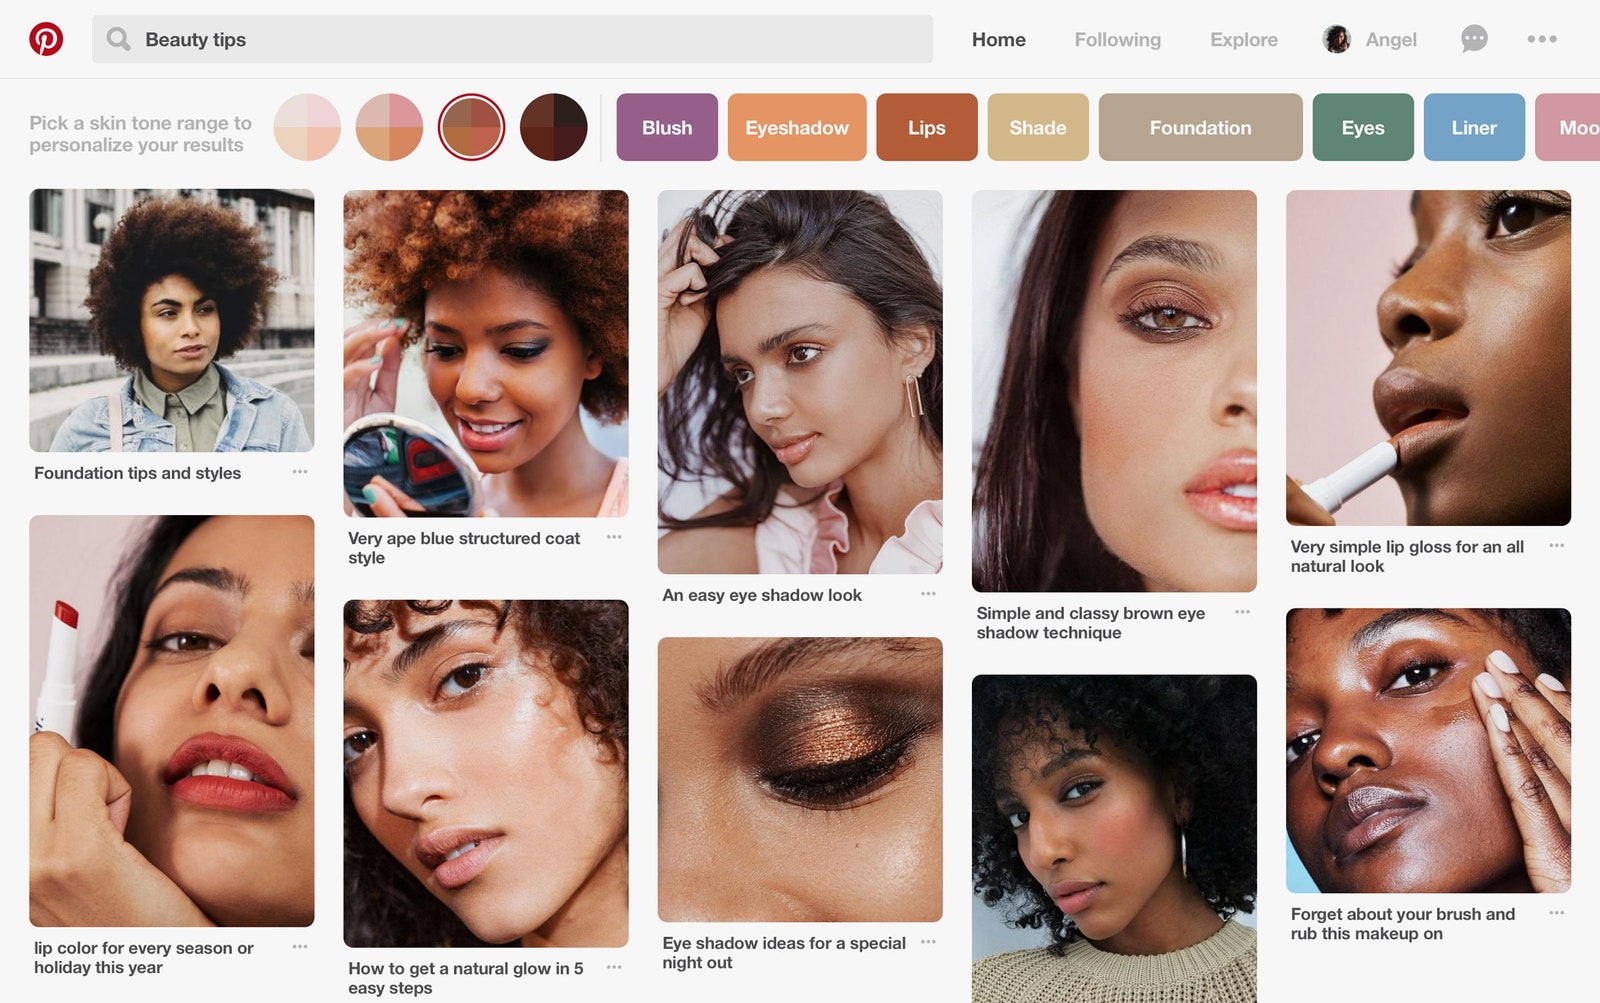 Beauty tips
Home
Following
Explore
Angel
Pick a skin tone range to
personalize your results
Blush
Eyeshadow
Lips
Shade
Foundation
Eyes
Liner
Moo
Foundation tips and styles
Very ape blue structured coat
style
An easy eye shadow look
Simple and classy brown eye
shadow technique
Very simple lip gloss for an all
natural look
lip color for every season or
holiday this year
How to get a natural glow in 5
easy steps
Eye shadow ideas for a special
night out
Forget about your brush and
rub this makeup on